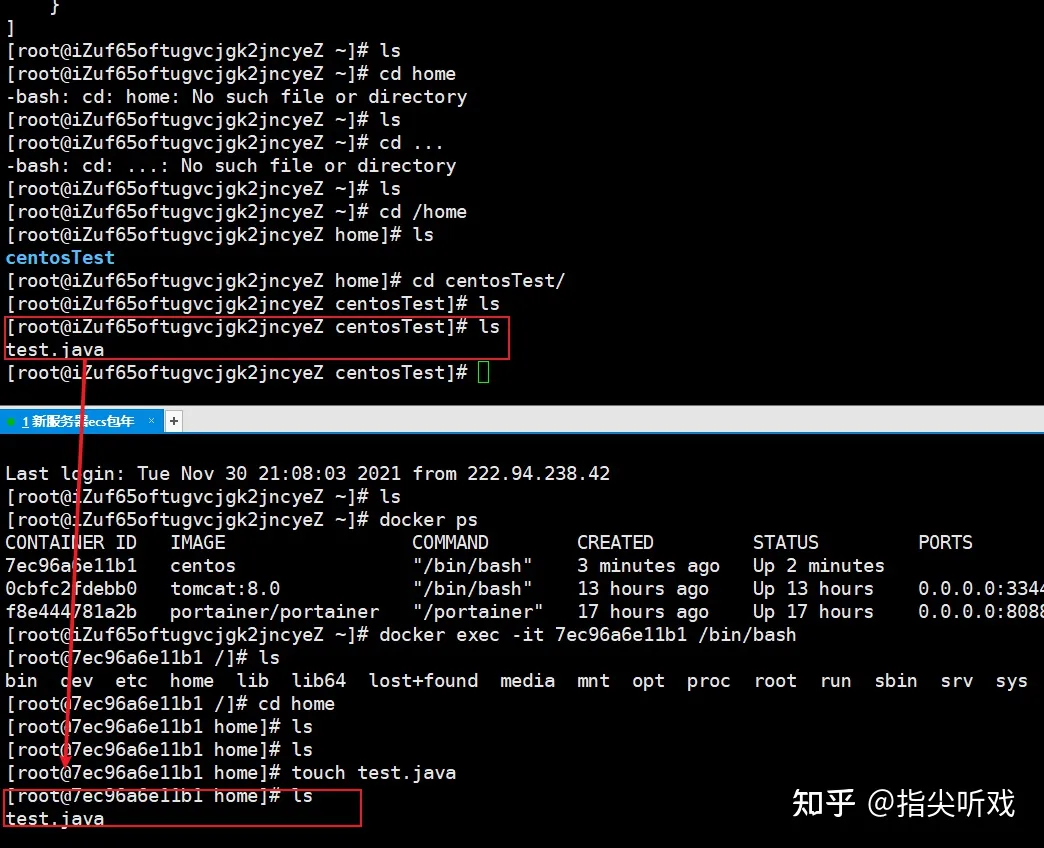 }
]
[root@iZuf65oftugvcjgk2jncyeZ ~]# ls
[root@iZuf65oftugvcjgk2jncyeZ ~]# cd home
-bash: cd: home: No such file or directory
[root@iZuf65oftugvcjgk2jncyeZ ~]# ls
[root@iZuf65oftugvcjgk2jncyeZ ~]# cd ...
-bash: cd: ...: No such file or directory
[root@iZuf65oftugvcjgk2jncyeZ ~]# ls
[root@iZuf65oftugvcjgk2jncyeZ ~]# cd /home
[root@iZuf65oftugvcjgk2jncyeZ home]# ls
centosTest
[root@iZuf65oftugvcjgk2jncyeZ home]# cd centosTest/
[root@iZuf65oftugvcjgk2jncyeZ centosTest]# ls
[root@iZuf65oftugvcjgk2jncyeZ centosTest]# ls
test.java
[root@iZuf65oftugvcjgk2jncyeZ centosTest]#
1 新服务器ecs包年 × +
Last login: Tue Nov 30 21:08:03 2021 from 222.94.238.42
[root@iZuf65oftugvcjgk2jncyeZ ~]# ls
[root@iZuf65oftugvcjgk2jncyeZ ~]# docker ps
CONTAINER ID IMAGE COMMAND CREATED STATUS PORTS
7ec96a6e11b1 centos "/bin/bash" 3 minutes ago Up 2 minutes
0cbfc2fdebb0 tomcat:8.0 "/bin/bash" 13 hours ago Up 13 hours 0.0.0.0:3344
f8e444781a2b portainer/portainer "/portainer" 17 hours ago Up 17 hours 0.0.0.0:8088
[root@iZuf65oftugvcjgk2jncyeZ ~]# docker exec -it 7ec96a6e11b1 /bin/bash
[root@7ec96a6e11b1 /]# ls
bin dev etc home lib lib64 lost+found media mnt opt proc root run sbin srv sys
[root@7ec96a6e11b1 /]# cd home
[root@7ec96a6e11b1 home]# ls
[root@7ec96a6e11b1 home]# ls
[root@7ec96a6e11b1 home]# touch test.java
[root@7ec96a6e11b1 home]# ls
test.java
知乎 @指尖听戏